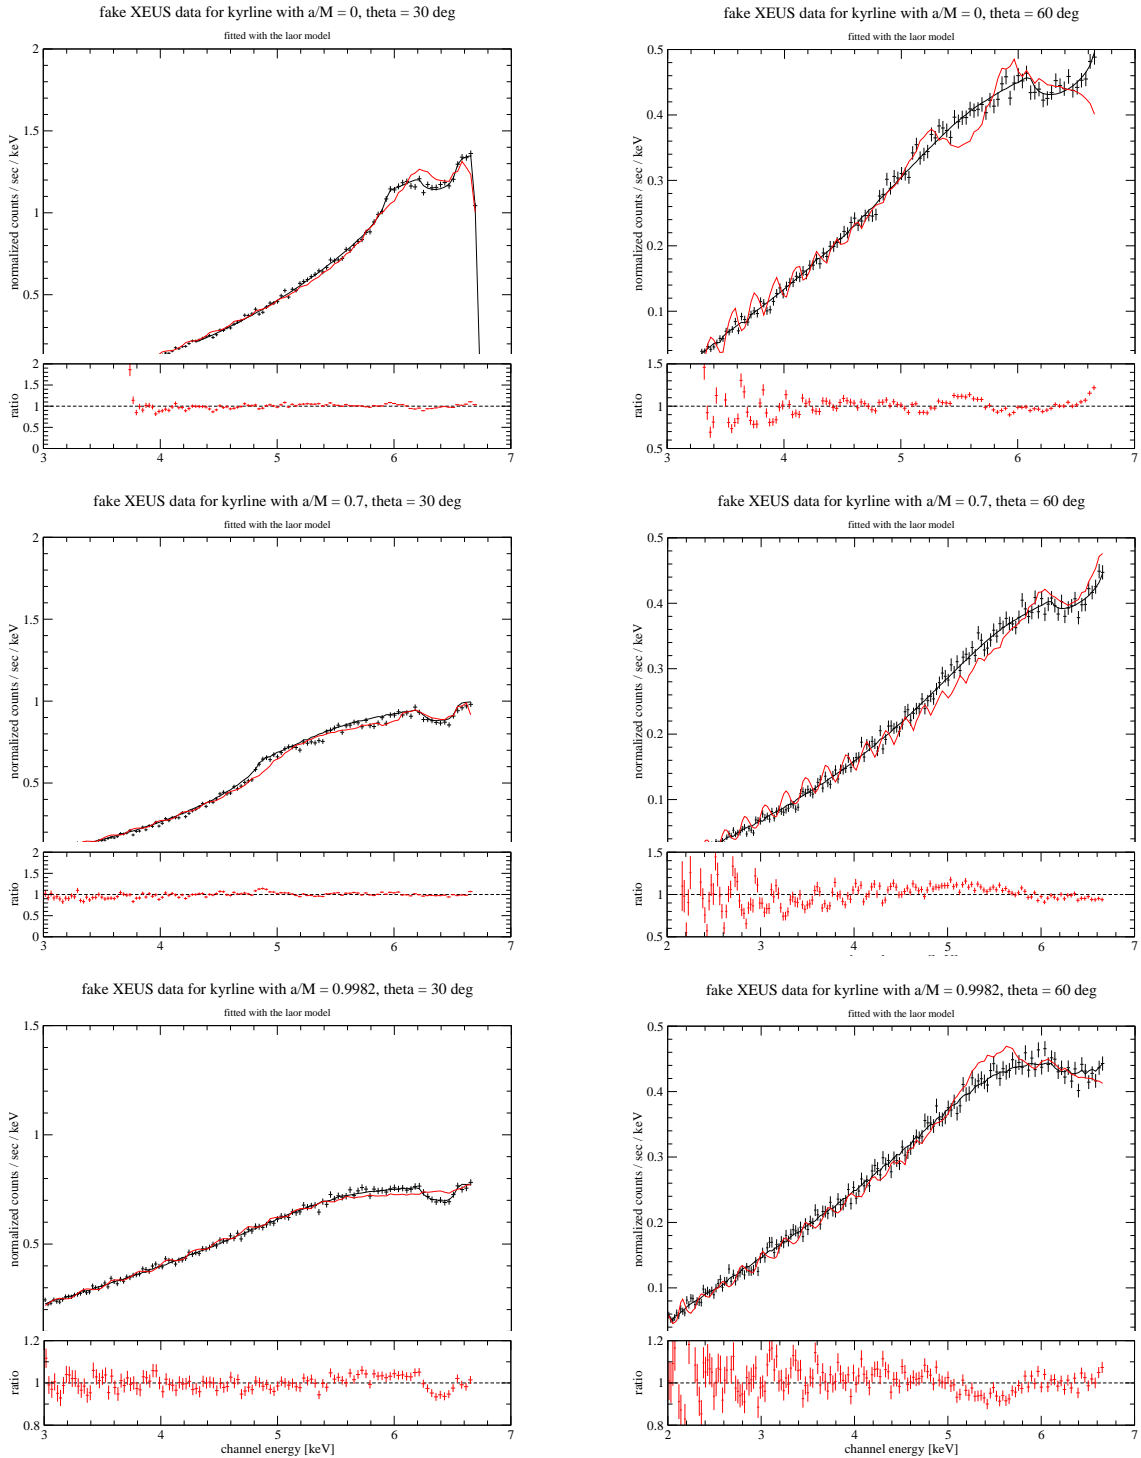 fake XEUS data for kyrline with a/M = 0, theta = 30 deg
fitted with the laor model
2
1.5
1
0.5
normalized counts / sec / keV
2
1.5
1
0.5
0
ratio
3 4 5 6 7
fake XEUS data for kyrline with a/M = 0, theta = 60 deg
fitted with the laor model
0.5
0.4
0.3
0.2
0.1
normalized counts / sec / keV
1.5
1
0.5
ratio
3 4 5 6 7
fake XEUS data for kyrline with a/M = 0.7, theta = 30 deg
fitted with the laor model
2
1.5
1
0.5
normalized counts / sec / keV
2
1.5
1
0.5
0
ratio
3 4 5 6 7
fake XEUS data for kyrline with a/M = 0.7, theta = 60 deg
fitted with the laor model
0.5
0.4
0.3
0.2
0.1
normalized counts / sec / keV
1.5
1
0.5
ratio
2 3 4 5 6 7
fake XEUS data for kyrline with a/M = 0.9982, theta = 30 deg
fitted with the laor model
1.5
1
0.5
normalized counts / sec / keV
1.2
1
0.8
ratio
3 4 5 6 7
channel energy [keV]
fake XEUS data for kyrline with a/M = 0.9982, theta = 60 deg
fitted with the laor model
0.5
0.4
0.3
0.2
0.1
normalized counts / sec / keV
1.2
1
0.8
ratio
2 3 4 5 6 7
channel energy [keV]